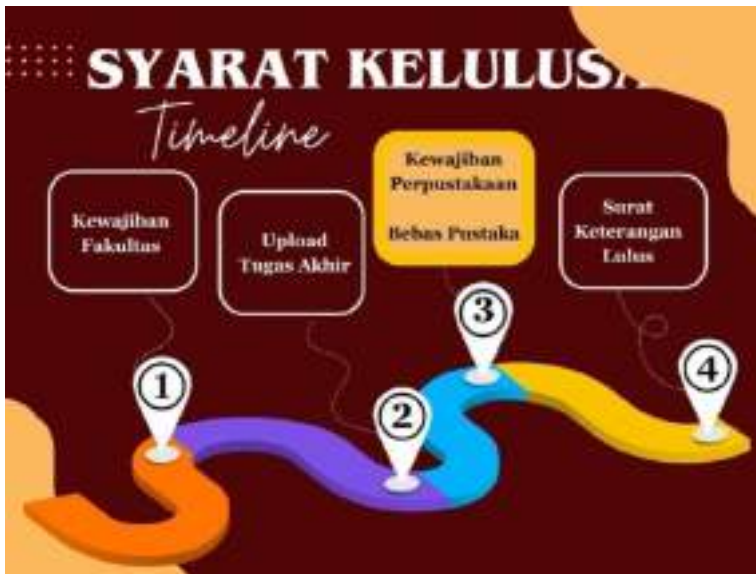 SYARAT KELULUSA
Timeline
Kewajiban
Fakultas
Upload
Tugas Akhir
Kewajiban
Perpustakaan
Bebas Pustaka
Surat
Keterangan
Lulus
1
2
3
4